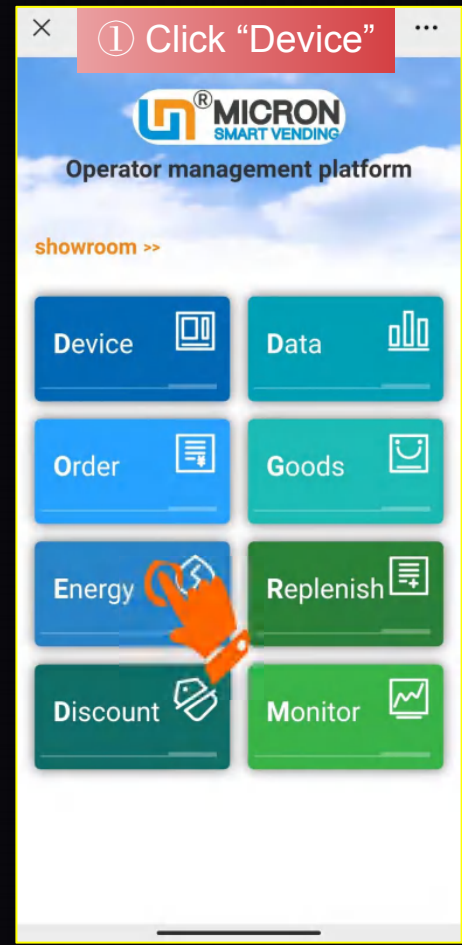 ① Click “Device”
® MICRON
SMART VENDING
Operator management platform
showroom >>
Device
Data
Order
Goods
Energy
Replenish
Discount
Monitor